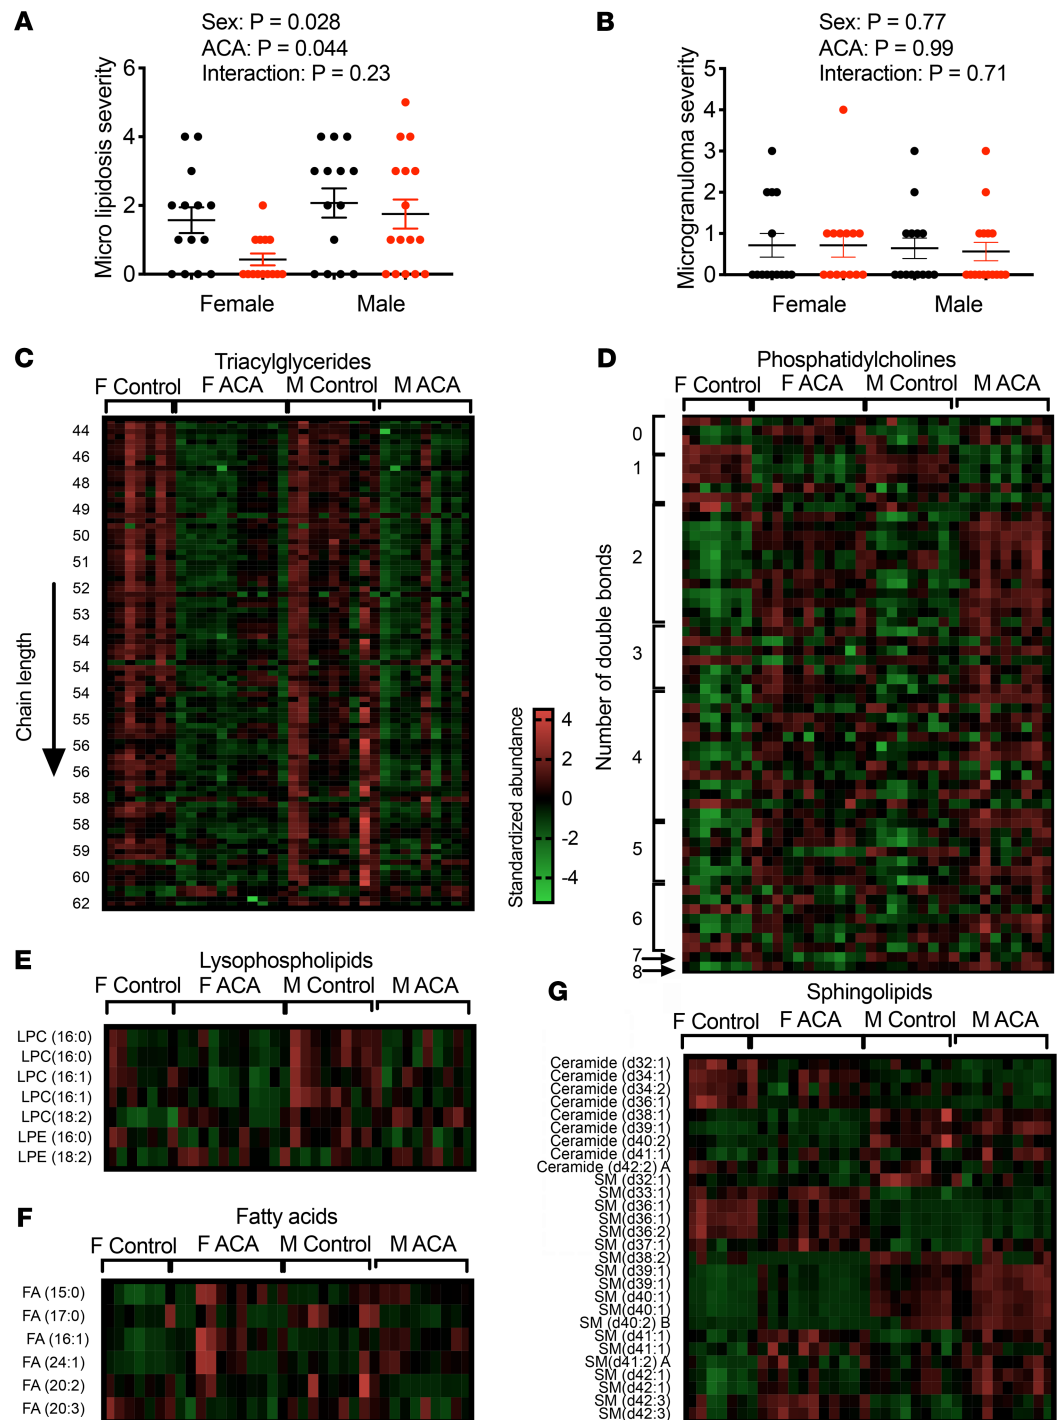 A
Sex: P = 0.028
ACA: P = 0.044
Interaction: P = 0.23
Micro lipidosis severity
6
4
2
0
Female
Male
B
Sex: P = 0.77
ACA: P = 0.99
Interaction: P = 0.71
Microgranuloma severity
5
4
3
2
1
0
Female
Male
C
Triacylglycerides
F Control
F ACA
M Control
M ACA
Chain length
44
46
48
49
50
51
52
53
54
54
54
55
56
56
58
58
59
60
62
Standardized abundance
4
2
0
-2
-4
D
Phosphatidylcholines
F Control
F ACA
M Control
M ACA
Number of double bonds
0
1
2
3
4
5
6
7
8
E
Lysophospholipids
F Control
F ACA
M Control
M ACA
LPC (16:0)
LPC(16:0)
LPC (16:1)
LPC(16:1)
LPC(18:2)
LPE (16:0)
LPE (18:2)
F
Fatty acids
F Control
F ACA
M Control
M ACA
FA (15:0)
FA (17:0)
FA (16:1)
FA (24:1)
FA (20:2)
FA (20:3)
G
Sphingolipids
F Control
F ACA
M Control
M ACA
Ceramide (d32:1)
Ceramide (d34:1)
Ceramide (d34:2)
Ceramide (d36:1)
Ceramide (d38:1)
Ceramide (d39:1)
Ceramide (d40:2)
Ceramide (d41:1)
Ceramide (d42:2) A
SM (d32:1)
SM(d33:1)
SM (d36:1)
SM(d36:1)
SM(d36:2)
SM (d37:1)
SM(d38:2)
SM (d39:1)
SM(d39:1)
SM (d40:1)
SM(d40:1)
SM (d40:2) B
SM (d41:1)
SM(d41:1)
SM(d41:2) A
SM (d42:1)
SM(d42:1)
SM (d42:3)
SM(d42:3)